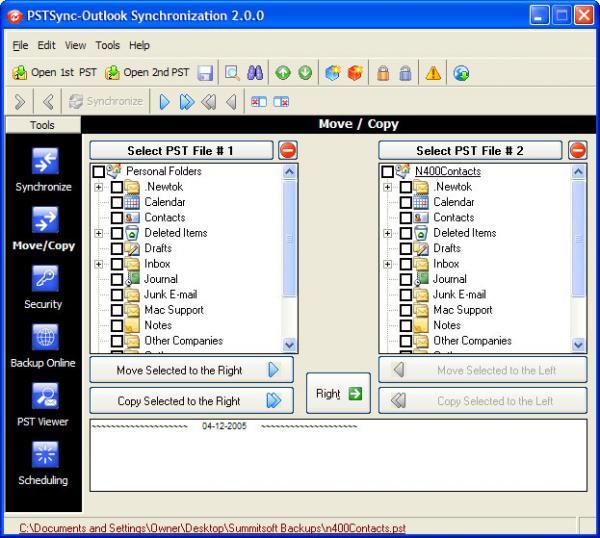 PSTSync-Outlook Synchronization 2.0.0
File Edit View Tools Help
Open 1st PST Open 2nd PST
Synchronize
Tools
Move / Copy
Synchronize
Move/Copy
Security
Backup Online
PST Viewer
Scheduling
Select PST File # 1
Personal Folders
.Newtok
Calendar
Contacts
Deleted Items
Drafts
Inbox
Journal
Junk E-mail
Mac Support
Notes
Other Companies
Move Selected to the Right
Copy Selected to the Right
Right
Select PST File # 2
N400Contacts
.Newtok
Calendar
Contacts
Deleted Items
Drafts
Inbox
Journal
Junk E-mail
Mac Support
Notes
Other Companies
Move Selected to the Left
Copy Selected to the Left
~~~~~~~~~~~~~~~~~~~~ 04-12-2005 ~~~~~~~~~~~~~~~~~~~~
C:\Documents and Settings\Owner\Desktop\Summitsoft Backups\n400Contacts.pst